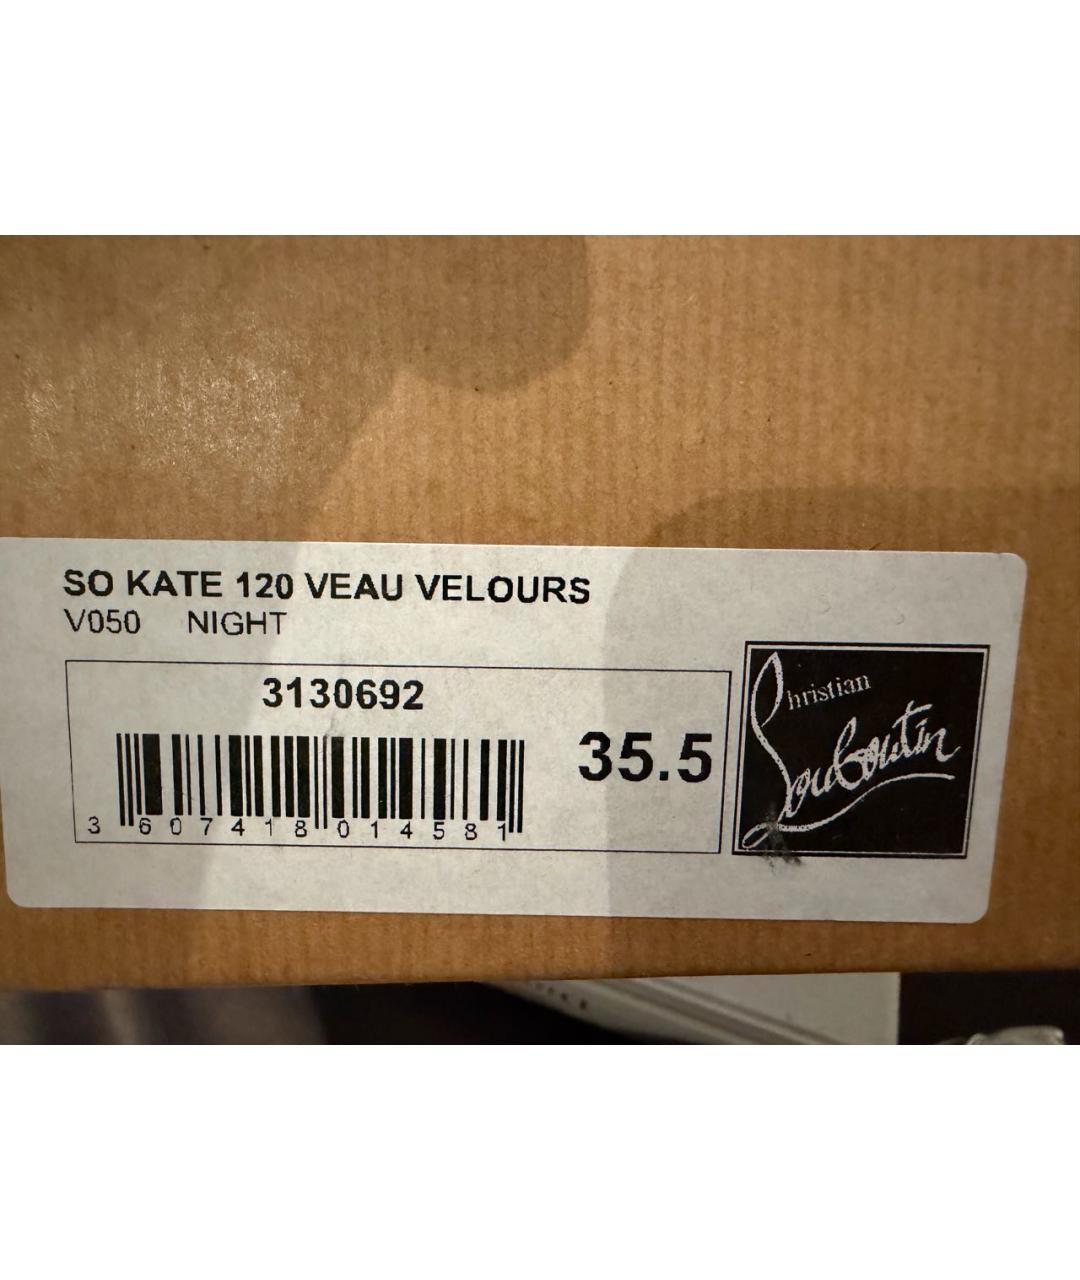 SO KATE 120 VEAU VELOURS
V050 NIGHT
3130692
35.5
3 607418 014581
Christian
Louboutin